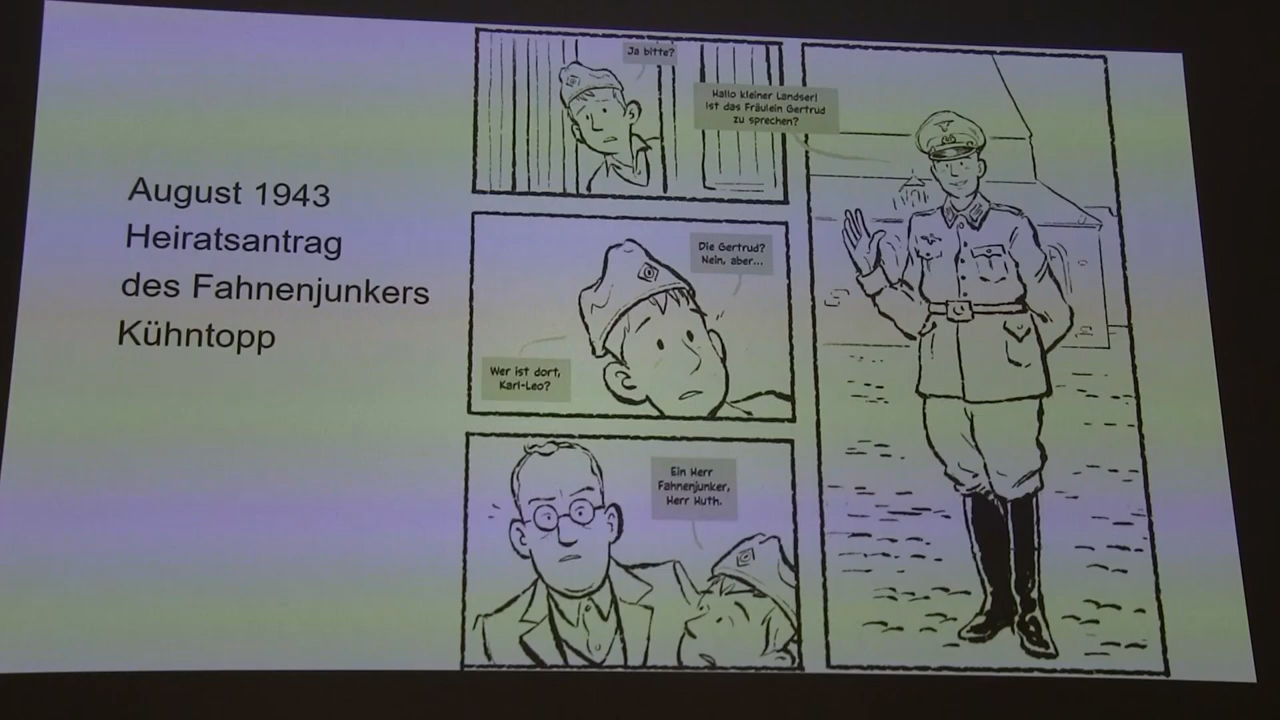 August 1943
Heiratsantrag
des Fahnenjunkers
Kühntopp
Ja bitte?
Hallo kleiner Landser!
Ist das Fräulein Gertrud
zu sprechen?
Die Gertrud?
Nein, aber...
Wer ist dort,
Karl-Leo?
Ein Herr
Fahnenjunker,
Herr Huth.